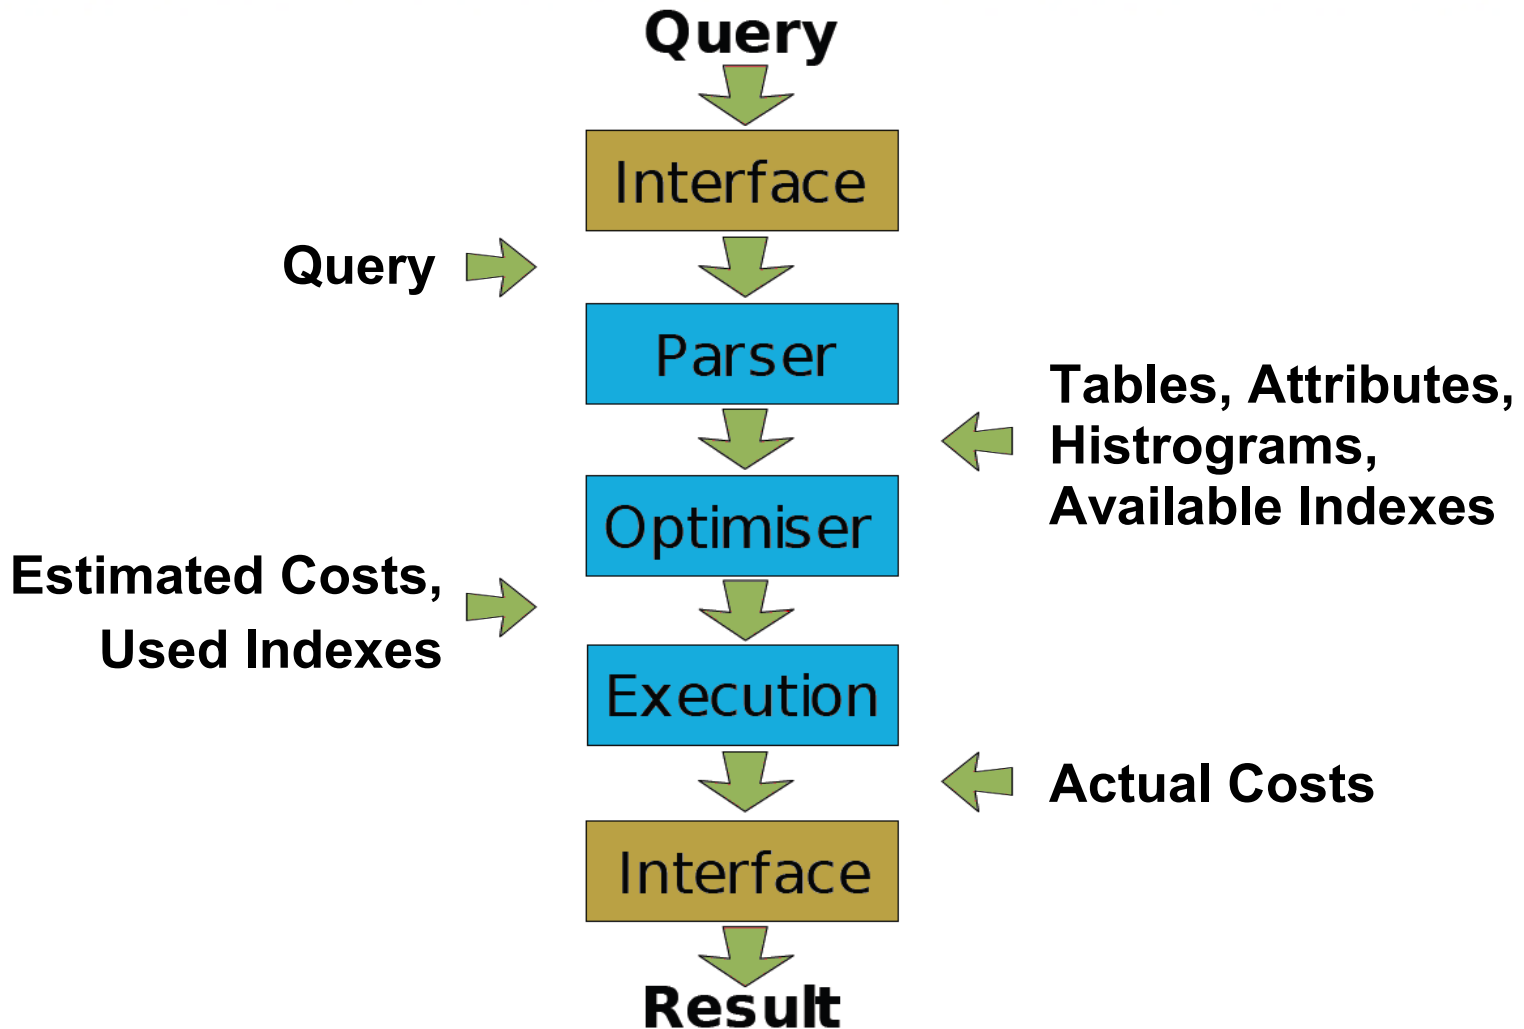 Query
Interface
Query
Parser
Tables, Attributes,
Histrograms,
Available Indexes
Optimiser
Estimated Costs,
Used Indexes
Execution
Actual Costs
Interface
Result